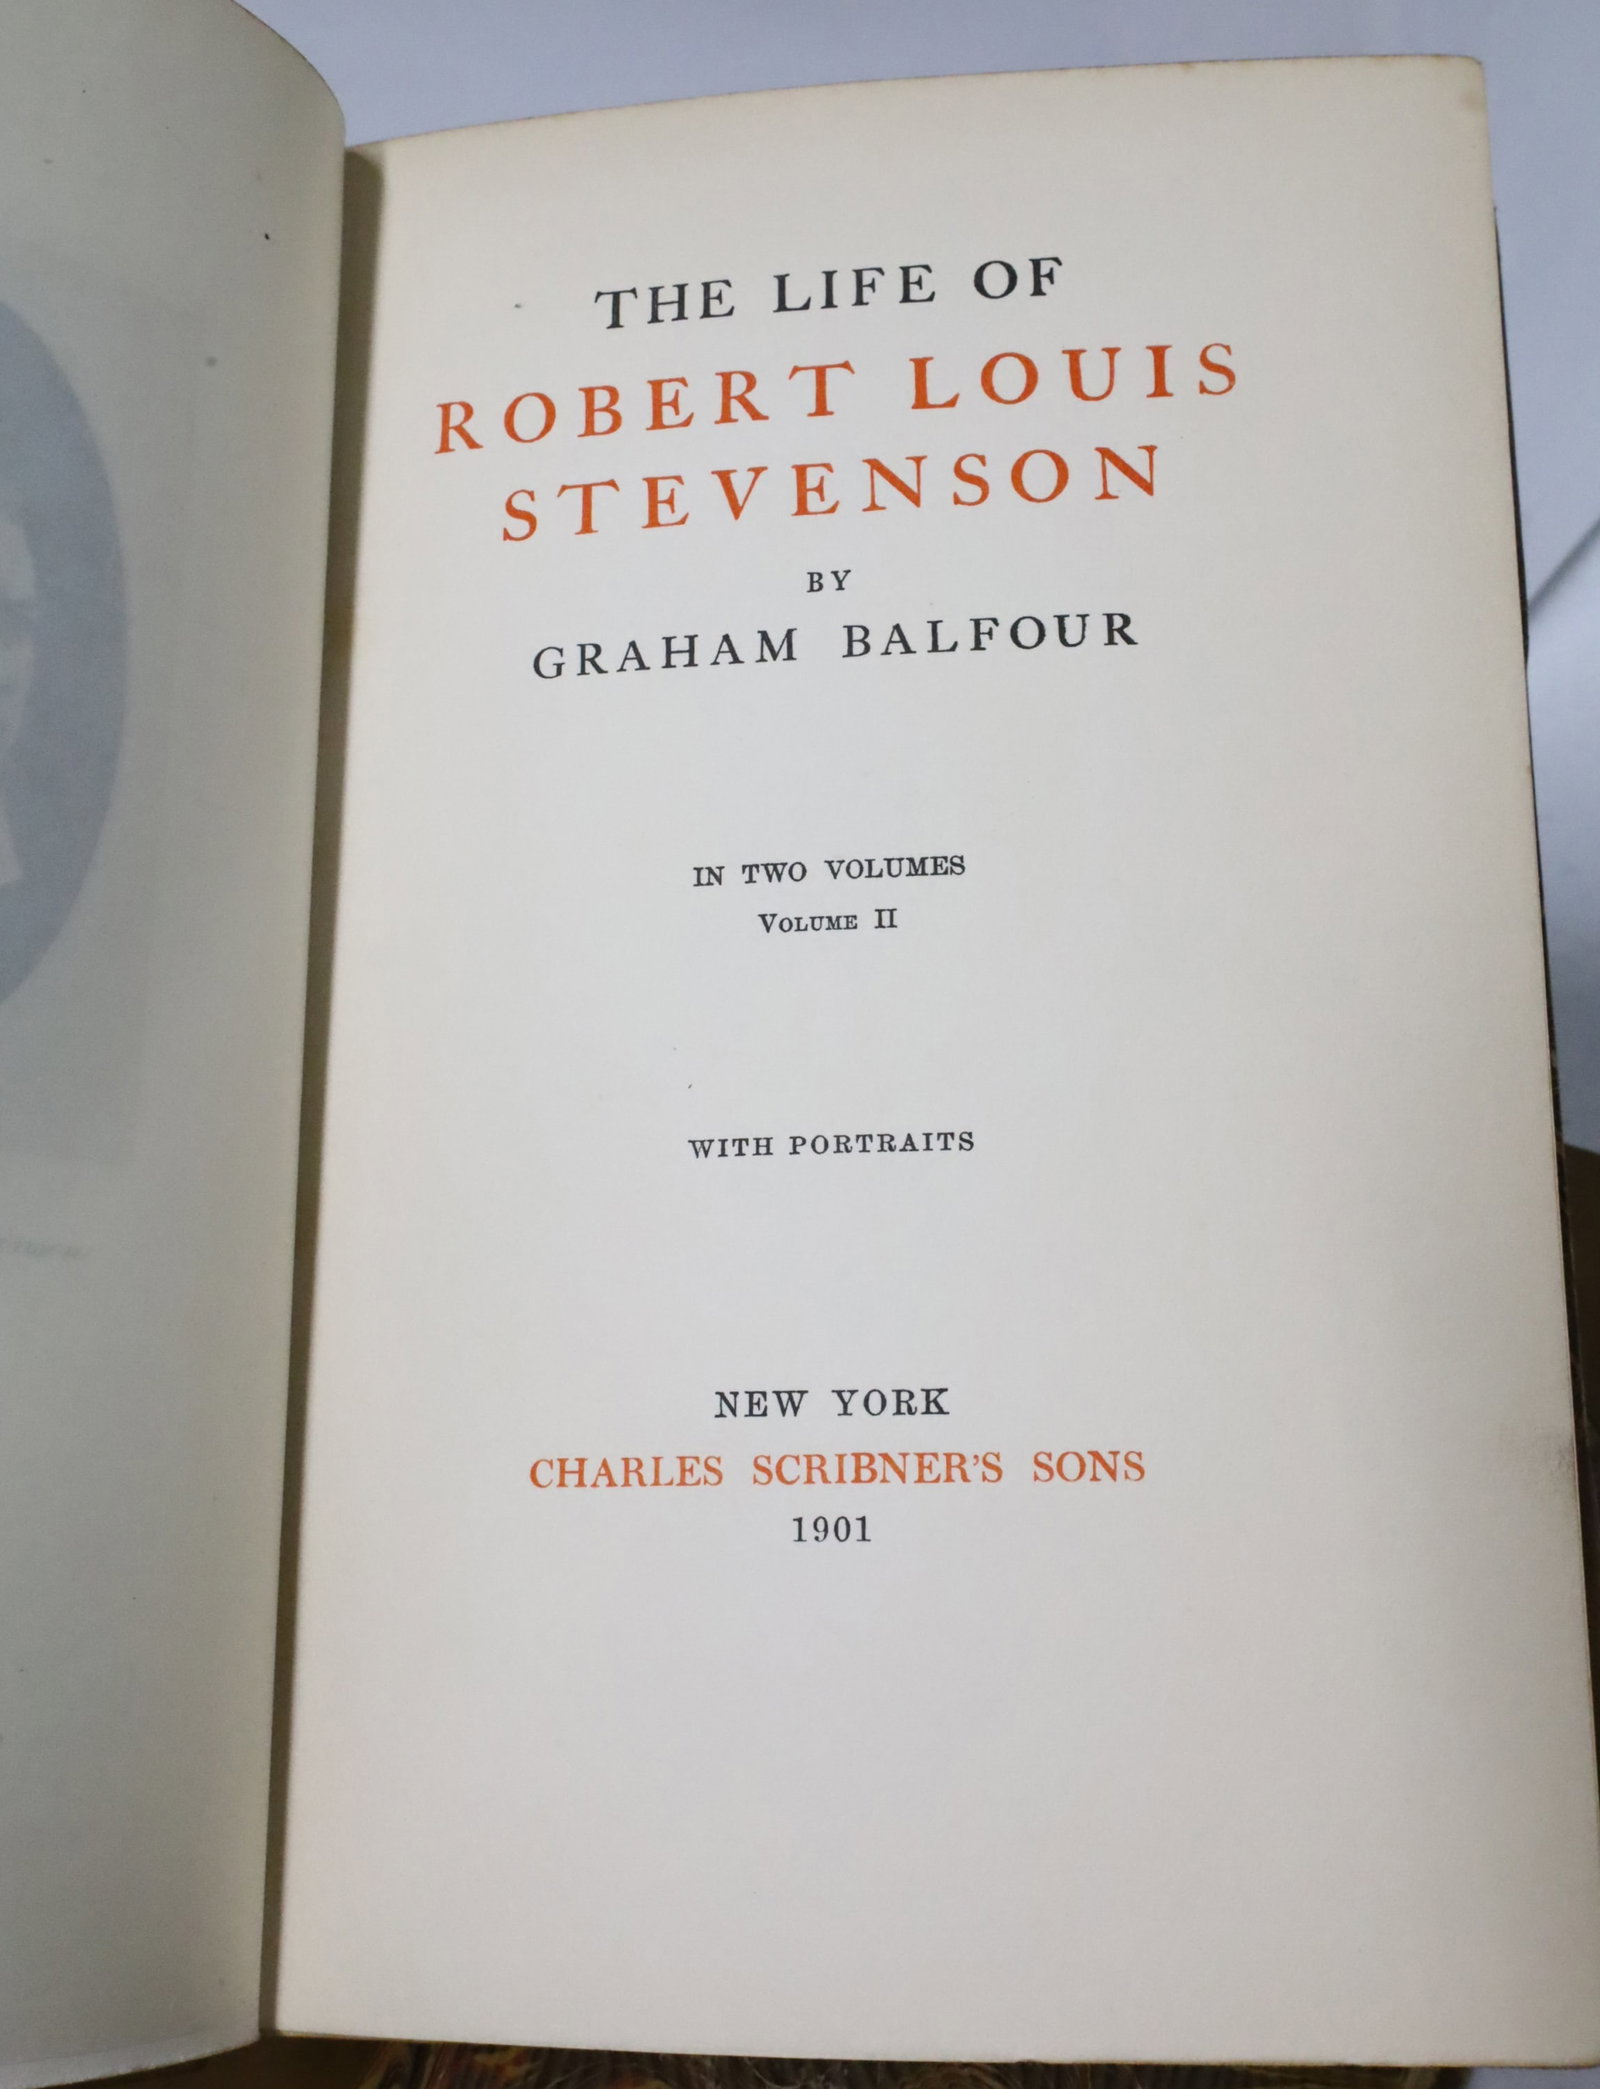 THE LIFE OF
ROBERT LOUIS
STEVENSON
BY
GRAHAM BALFOUR
IN TWO VOLUMES
VOLUME II
WITH PORTRAITS
NEW YORK
CHARLES SCRIBNER'S SONS
1901